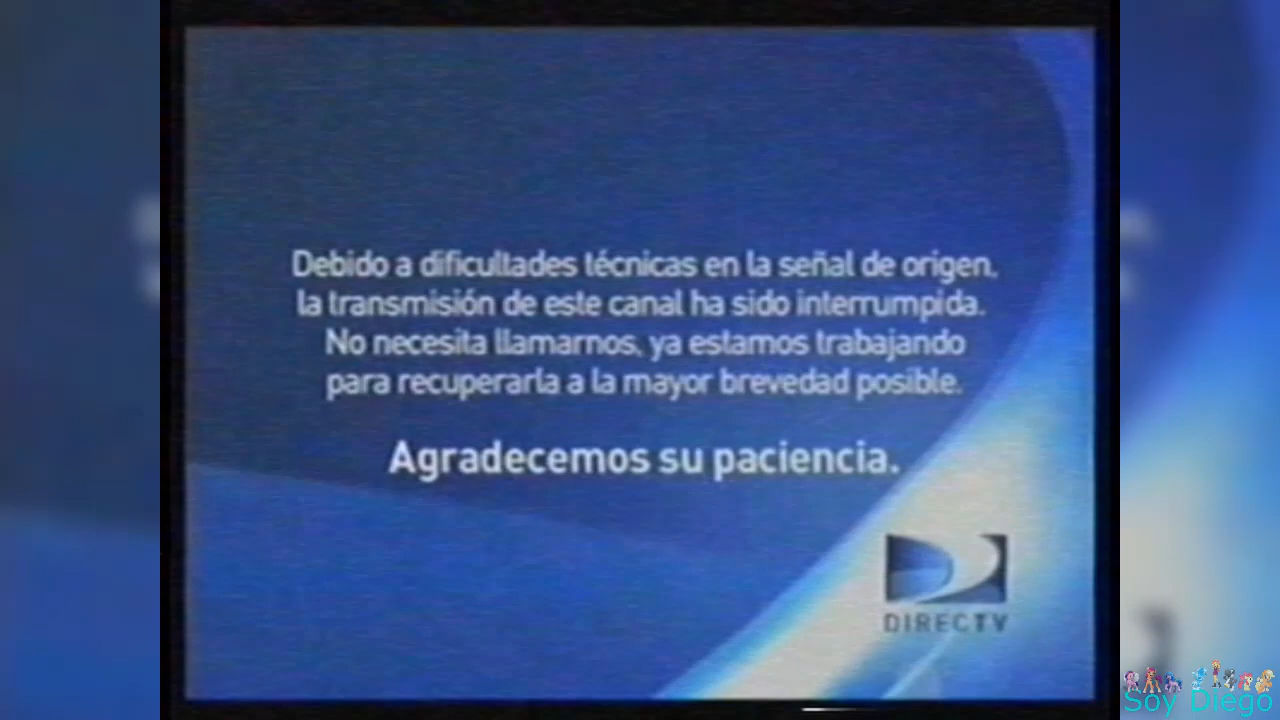 Debido a dificultades técnicas en la señal de origen,
la transmisión de este canal ha sido interrumpida.
No necesita llamarnos, ya estamos trabajando
para recuperarla a la mayor brevedad posible.
Agradecemos su paciencia.
DIRECTV
Soy Diego